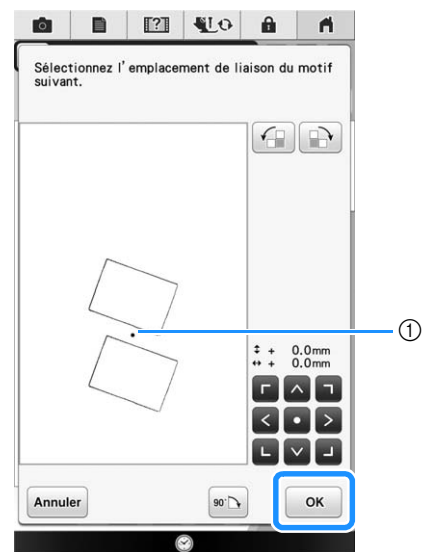 Sélectionnez l'emplacement de liaison du motif
suivant.
①
+ 0.0mm
+ 0.0mm
Annuler
90°
OK